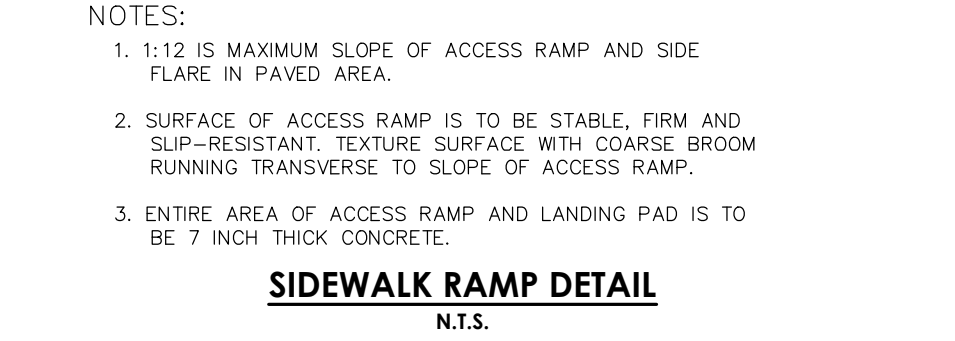 NOTES:
1. 1:12 IS MAXIMUM SLOPE OF ACCESS RAMP AND SIDE
FLARE IN PAVED AREA.
2. SURFACE OF ACCESS RAMP IS TO BE STABLE, FIRM AND
SLIP–RESISTANT. TEXTURE SURFACE WITH COARSE BROOM
RUNNING TRANSVERSE TO SLOPE OF ACCESS RAMP.
3. ENTIRE AREA OF ACCESS RAMP AND LANDING PAD IS TO
BE 7 INCH THICK CONCRETE.
SIDEWALK RAMP DETAIL
N.T.S.